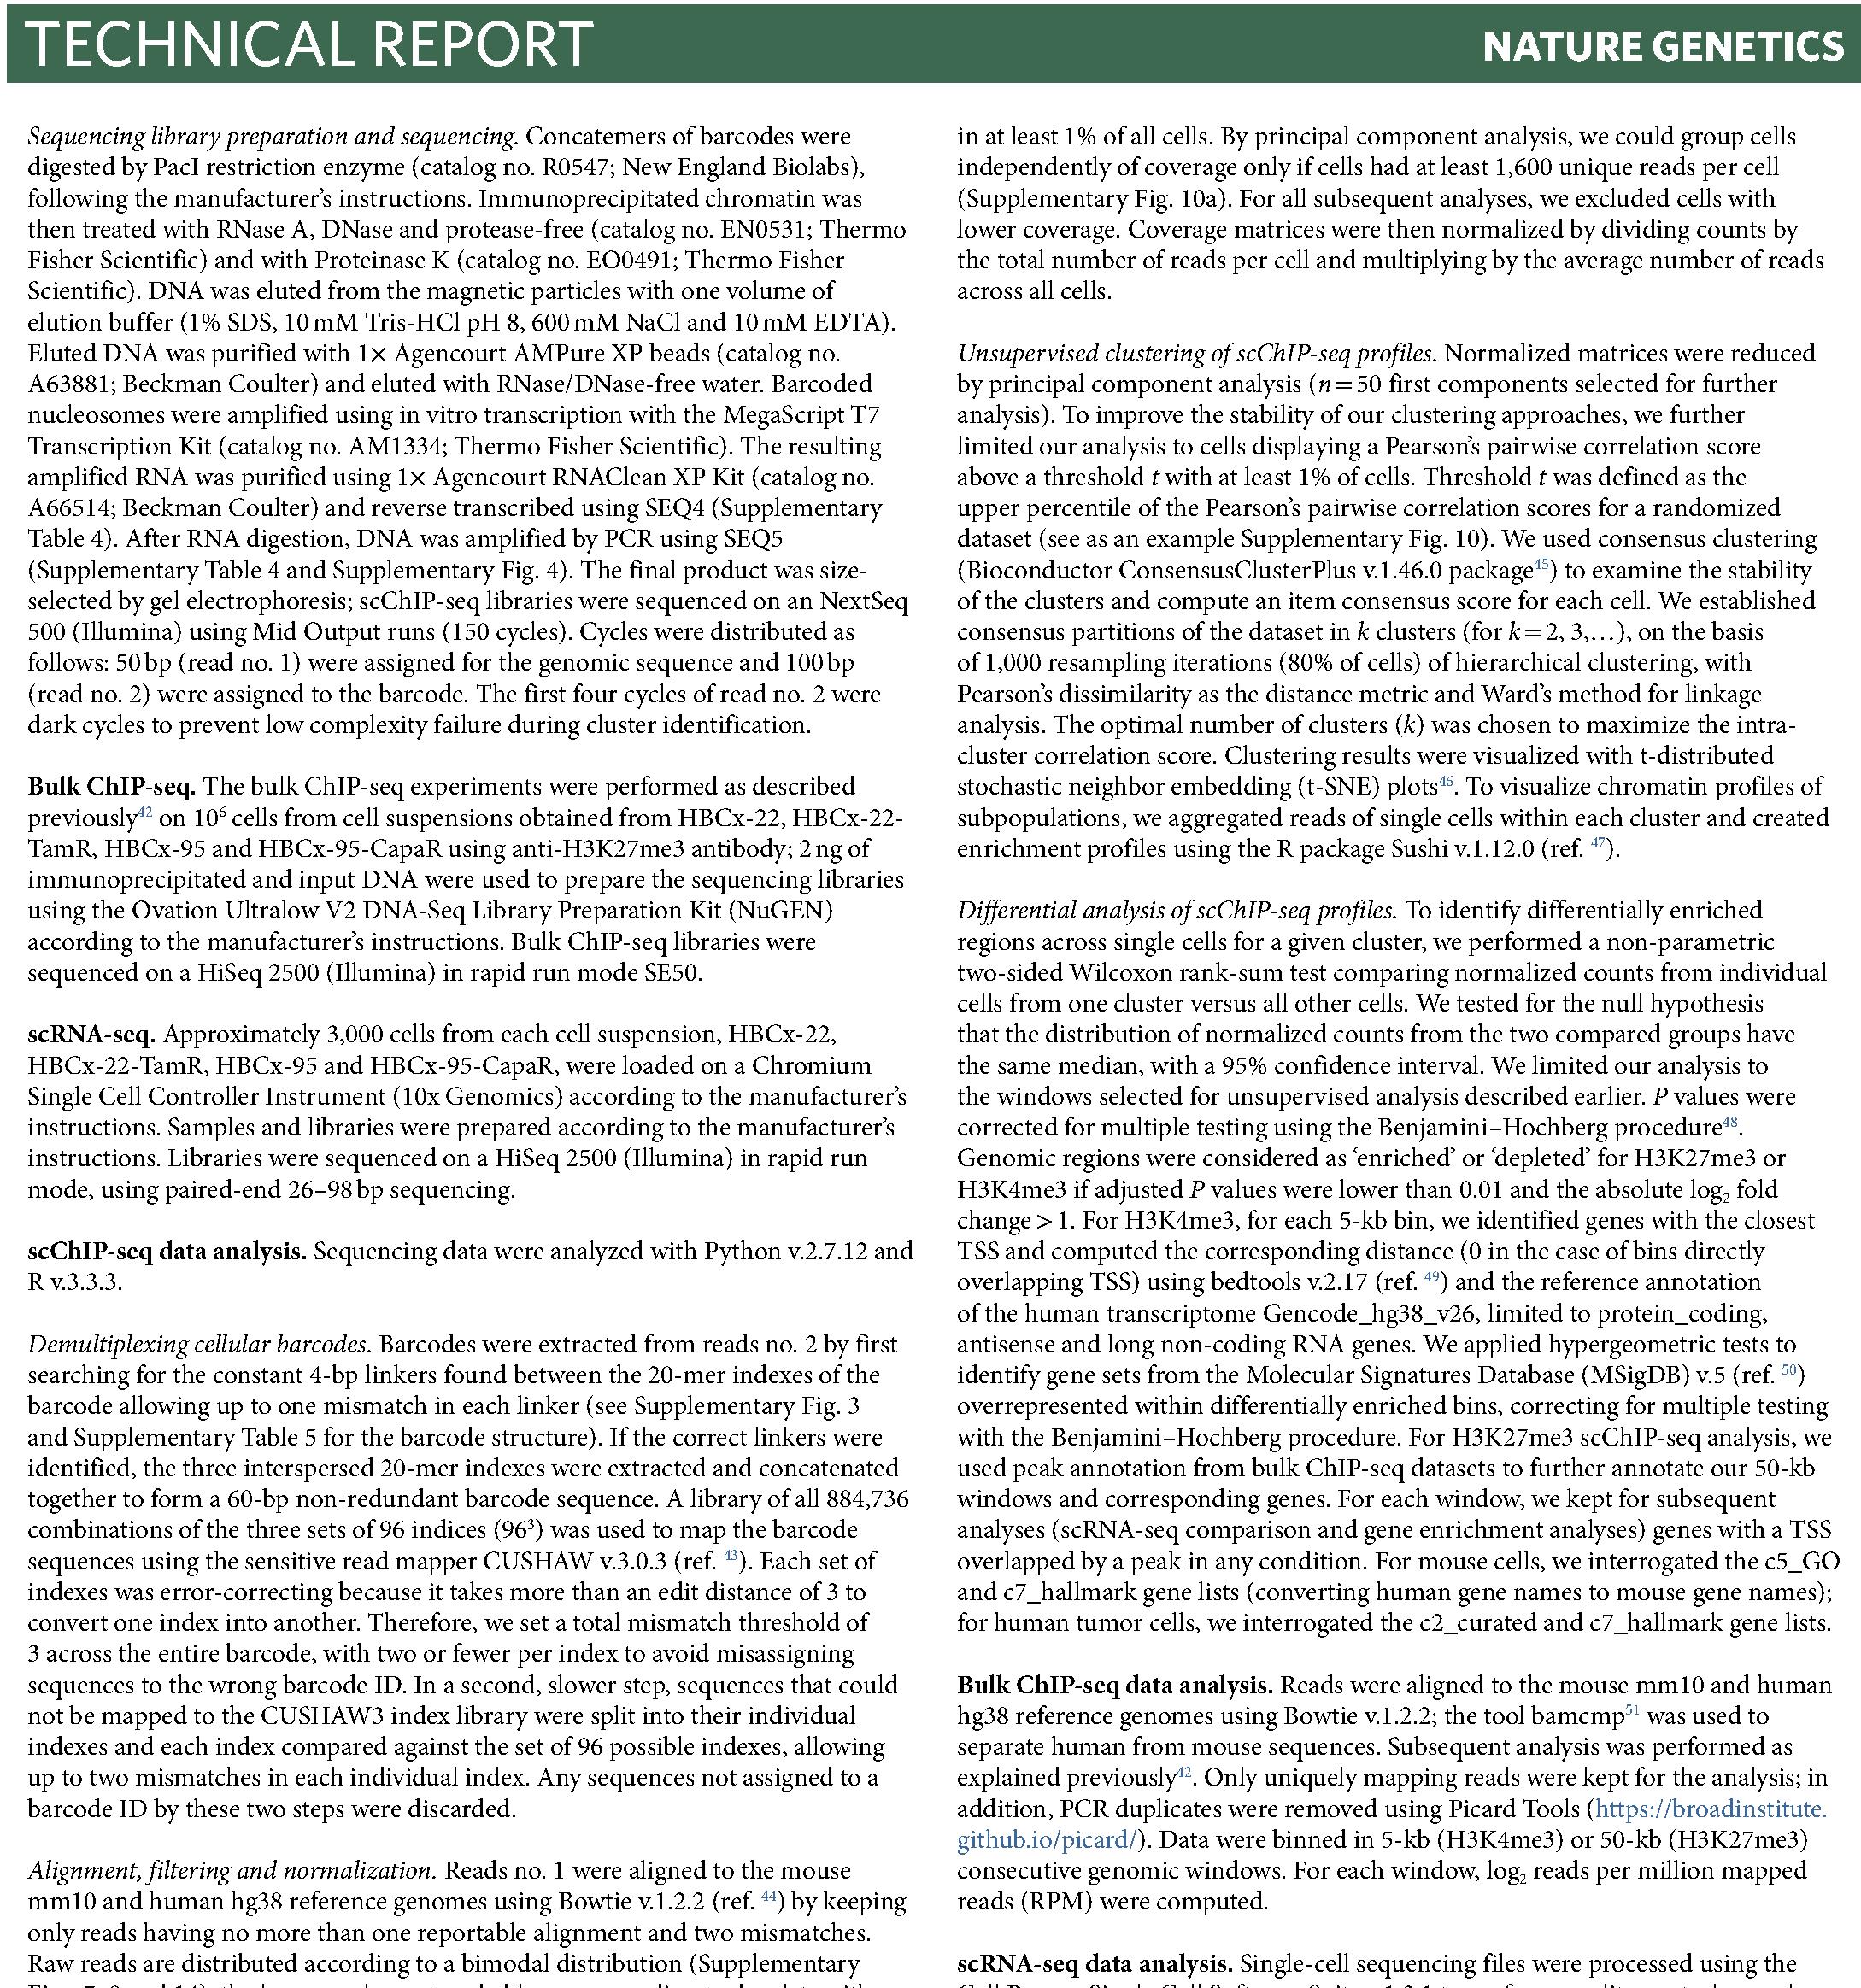 TECHNICAL REPORT
NATURE GENETICS
Sequencing library preparation and sequencing. Concatemers of barcodes were
digested by PacI restriction enzyme (catalog no. R0547; New England Biolabs),
following the manufacturer's instructions. Immunoprecipitated chromatin was
then treated with RNase A, DNase and protease-free (catalog no. EN0531; Thermo
Fisher Scientific) and with Proteinase K (catalog no. EO0491; Thermo Fisher
Scientific). DNA was eluted from the magnetic particles with one volume of
elution buffer (1% SDS, 10 mM Tris-HCl pH 8, 600 mM NaCl and 10 mM EDTA).
Eluted DNA was purified with 1× Agencourt AMPure XP beads (catalog no.
A63881; Beckman Coulter) and eluted with RNase/DNase-free water. Barcoded
nucleosomes were amplified using in vitro transcription with the MegaScript T7
Transcription Kit (catalog no. AM1334; Thermo Fisher Scientific). The resulting
amplified RNA was purified using 1× Agencourt RNAClean XP Kit (catalog no.
A66514; Beckman Coulter) and reverse transcribed using SEQ4 (Supplementary
Table 4). After RNA digestion, DNA was amplified by PCR using SEQ5
(Supplementary Table 4 and Supplementary Fig. 4). The final product was size-
selected by gel electrophoresis; scChIP-seq libraries were sequenced on an NextSeq
500 (Illumina) using Mid Output runs (150 cycles). Cycles were distributed as
follows: 50 bp (read no. 1) were assigned for the genomic sequence and 100 bp
(read no. 2) were assigned to the barcode. The first four cycles of read no. 2 were
dark cycles to prevent low complexity failure during cluster identification.
Bulk ChIP-seq. The bulk ChIP-seq experiments were performed as described
previously⁴² on 10⁶ cells from cell suspensions obtained from HBCx-22, HBCx-22-
TamR, HBCx-95 and HBCx-95-CapaR using anti-H3K27me3 antibody; 2 ng of
immunoprecipitated and input DNA were used to prepare the sequencing libraries
using the Ovation Ultralow V2 DNA-Seq Library Preparation Kit (NuGEN)
according to the manufacturer's instructions. Bulk ChIP-seq libraries were
sequenced on a HiSeq 2500 (Illumina) in rapid run mode SE50.
scRNA-seq. Approximately 3,000 cells from each cell suspension, HBCx-22,
HBCx-22-TamR, HBCx-95 and HBCx-95-CapaR, were loaded on a Chromium
Single Cell Controller Instrument (10x Genomics) according to the manufacturer's
instructions. Samples and libraries were prepared according to the manufacturer's
instructions. Libraries were sequenced on a HiSeq 2500 (Illumina) in rapid run
mode, using paired-end 26–98 bp sequencing.
scChIP-seq data analysis. Sequencing data were analyzed with Python v.2.7.12 and
R v.3.3.3.
Demultiplexing cellular barcodes. Barcodes were extracted from reads no. 2 by first
searching for the constant 4-bp linkers found between the 20-mer indexes of the
barcode allowing up to one mismatch in each linker (see Supplementary Fig. 3
and Supplementary Table 5 for the barcode structure). If the correct linkers were
identified, the three interspersed 20-mer indexes were extracted and concatenated
together to form a 60-bp non-redundant barcode sequence. A library of all 884,736
combinations of the three sets of 96 indices (96³) was used to map the barcode
sequences using the sensitive read mapper CUSHAW v.3.0.3 (ref. ⁴³). Each set of
indexes was error-correcting because it takes more than an edit distance of 3 to
convert one index into another. Therefore, we set a total mismatch threshold of
3 across the entire barcode, with two or fewer per index to avoid misassigning
sequences to the wrong barcode ID. In a second, slower step, sequences that could
not be mapped to the CUSHAW3 index library were split into their individual
indexes and each index compared against the set of 96 possible indexes, allowing
up to two mismatches in each individual index. Any sequences not assigned to a
barcode ID by these two steps were discarded.
Alignment, filtering and normalization. Reads no. 1 were aligned to the mouse
mm10 and human hg38 reference genomes using Bowtie v.1.2.2 (ref. ⁴⁴) by keeping
only reads having no more than one reportable alignment and two mismatches.
Raw reads are distributed according to a bimodal distribution (Supplementary
in at least 1% of all cells. By principal component analysis, we could group cells
independently of coverage only if cells had at least 1,600 unique reads per cell
(Supplementary Fig. 10a). For all subsequent analyses, we excluded cells with
lower coverage. Coverage matrices were then normalized by dividing counts by
the total number of reads per cell and multiplying by the average number of reads
across all cells.
Unsupervised clustering of scChIP-seq profiles. Normalized matrices were reduced
by principal component analysis (n = 50 first components selected for further
analysis). To improve the stability of our clustering approaches, we further
limited our analysis to cells displaying a Pearson's pairwise correlation score
above a threshold t with at least 1% of cells. Threshold t was defined as the
upper percentile of the Pearson's pairwise correlation scores for a randomized
dataset (see as an example Supplementary Fig. 10). We used consensus clustering
(Bioconductor ConsensusClusterPlus v.1.46.0 package⁴⁵) to examine the stability
of the clusters and compute an item consensus score for each cell. We established
consensus partitions of the dataset in k clusters (for k = 2, 3,…), on the basis
of 1,000 resampling iterations (80% of cells) of hierarchical clustering, with
Pearson's dissimilarity as the distance metric and Ward's method for linkage
analysis. The optimal number of clusters (k) was chosen to maximize the intra-
cluster correlation score. Clustering results were visualized with t-distributed
stochastic neighbor embedding (t-SNE) plots⁴⁶. To visualize chromatin profiles of
subpopulations, we aggregated reads of single cells within each cluster and created
enrichment profiles using the R package Sushi v.1.12.0 (ref. ⁴⁷).
Differential analysis of scChIP-seq profiles. To identify differentially enriched
regions across single cells for a given cluster, we performed a non-parametric
two-sided Wilcoxon rank-sum test comparing normalized counts from individual
cells from one cluster versus all other cells. We tested for the null hypothesis
that the distribution of normalized counts from the two compared groups have
the same median, with a 95% confidence interval. We limited our analysis to
the windows selected for unsupervised analysis described earlier. P values were
corrected for multiple testing using the Benjamini–Hochberg procedure⁴⁸.
Genomic regions were considered as 'enriched' or 'depleted' for H3K27me3 or
H3K4me3 if adjusted P values were lower than 0.01 and the absolute log₂ fold
change > 1. For H3K4me3, for each 5-kb bin, we identified genes with the closest
TSS and computed the corresponding distance (0 in the case of bins directly
overlapping TSS) using bedtools v.2.17 (ref. ⁴⁹) and the reference annotation
of the human transcriptome Gencode_hg38_v26, limited to protein_coding,
antisense and long non-coding RNA genes. We applied hypergeometric tests to
identify gene sets from the Molecular Signatures Database (MSigDB) v.5 (ref. ⁵⁰)
overrepresented within differentially enriched bins, correcting for multiple testing
with the Benjamini–Hochberg procedure. For H3K27me3 scChIP-seq analysis, we
used peak annotation from bulk ChIP-seq datasets to further annotate our 50-kb
windows and corresponding genes. For each window, we kept for subsequent
analyses (scRNA-seq comparison and gene enrichment analyses) genes with a TSS
overlapped by a peak in any condition. For mouse cells, we interrogated the c5_GO
and c7_hallmark gene lists (converting human gene names to mouse gene names);
for human tumor cells, we interrogated the c2_curated and c7_hallmark gene lists.
Bulk ChIP-seq data analysis. Reads were aligned to the mouse mm10 and human
hg38 reference genomes using Bowtie v.1.2.2; the tool bamcmp⁵¹ was used to
separate human from mouse sequences. Subsequent analysis was performed as
explained previously⁴². Only uniquely mapping reads were kept for the analysis; in
addition, PCR duplicates were removed using Picard Tools (https://broadinstitute.
github.io/picard/). Data were binned in 5-kb (H3K4me3) or 50-kb (H3K27me3)
consecutive genomic windows. For each window, log₂ reads per million mapped
reads (RPM) were computed.
scRNA-seq data analysis. Single-cell sequencing files were processed using the